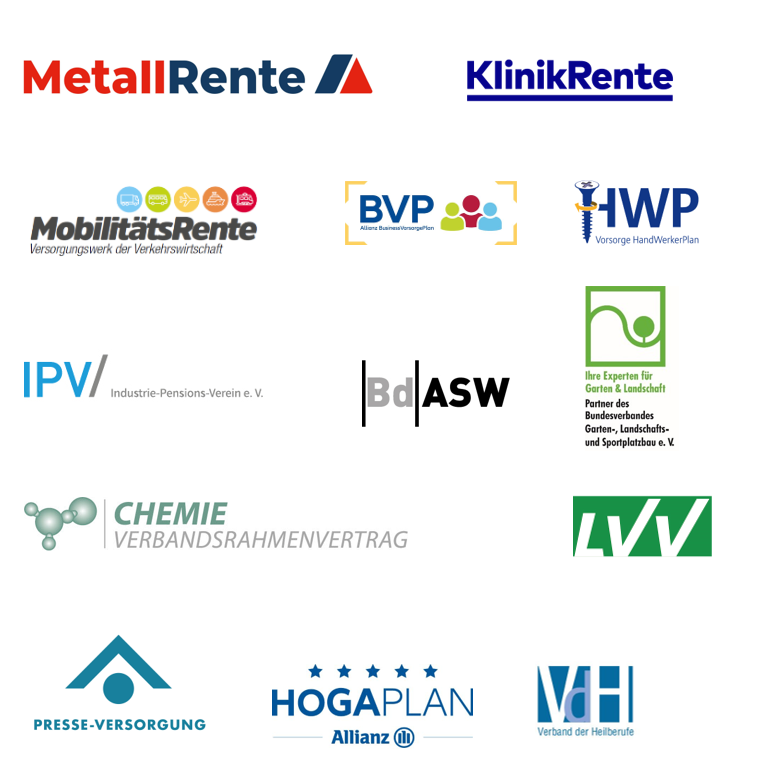 MetallRente
KlinikRente
MobilitätsRente
Versorgungswerk der Verkehrswirtschaft
BVP
Allianz BusinessVorsorgePlan
HWP
Vorsorge HandWerkerPlan
IPV/
Industrie-Pensions-Verein e. V.
|Bd|ASW
Ihre Experten für
Garten & Landschaft
Partner des
Bundesverbandes
Garten-, Landschafts-
und Sportplatzbau e. V.
CHEMIE
VERBANDSRAHMENVERTRAG
LVV
PRESSE-VERSORGUNG
HOGAPLAN
Allianz
VdH
Verband der Heilberufe